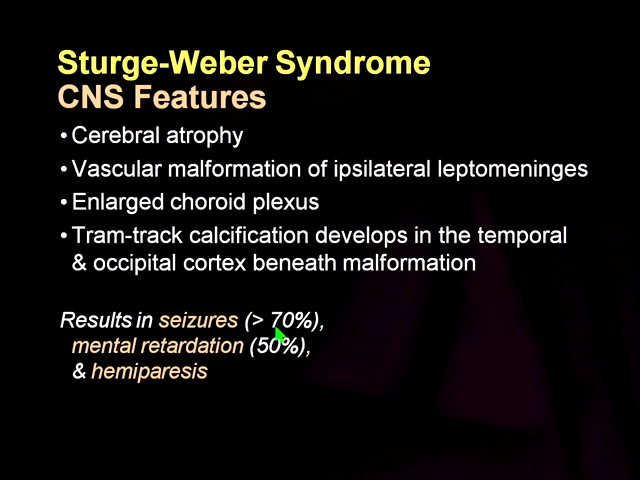 Sturge-Weber Syndrome
CNS Features
• Cerebral atrophy
• Vascular malformation of ipsilateral leptomeninges
• Enlarged choroid plexus
• Tram-track calcification develops in the temporal
& occipital cortex beneath malformation
Results in seizures (> 70%),
mental retardation (50%),
& hemiparesis